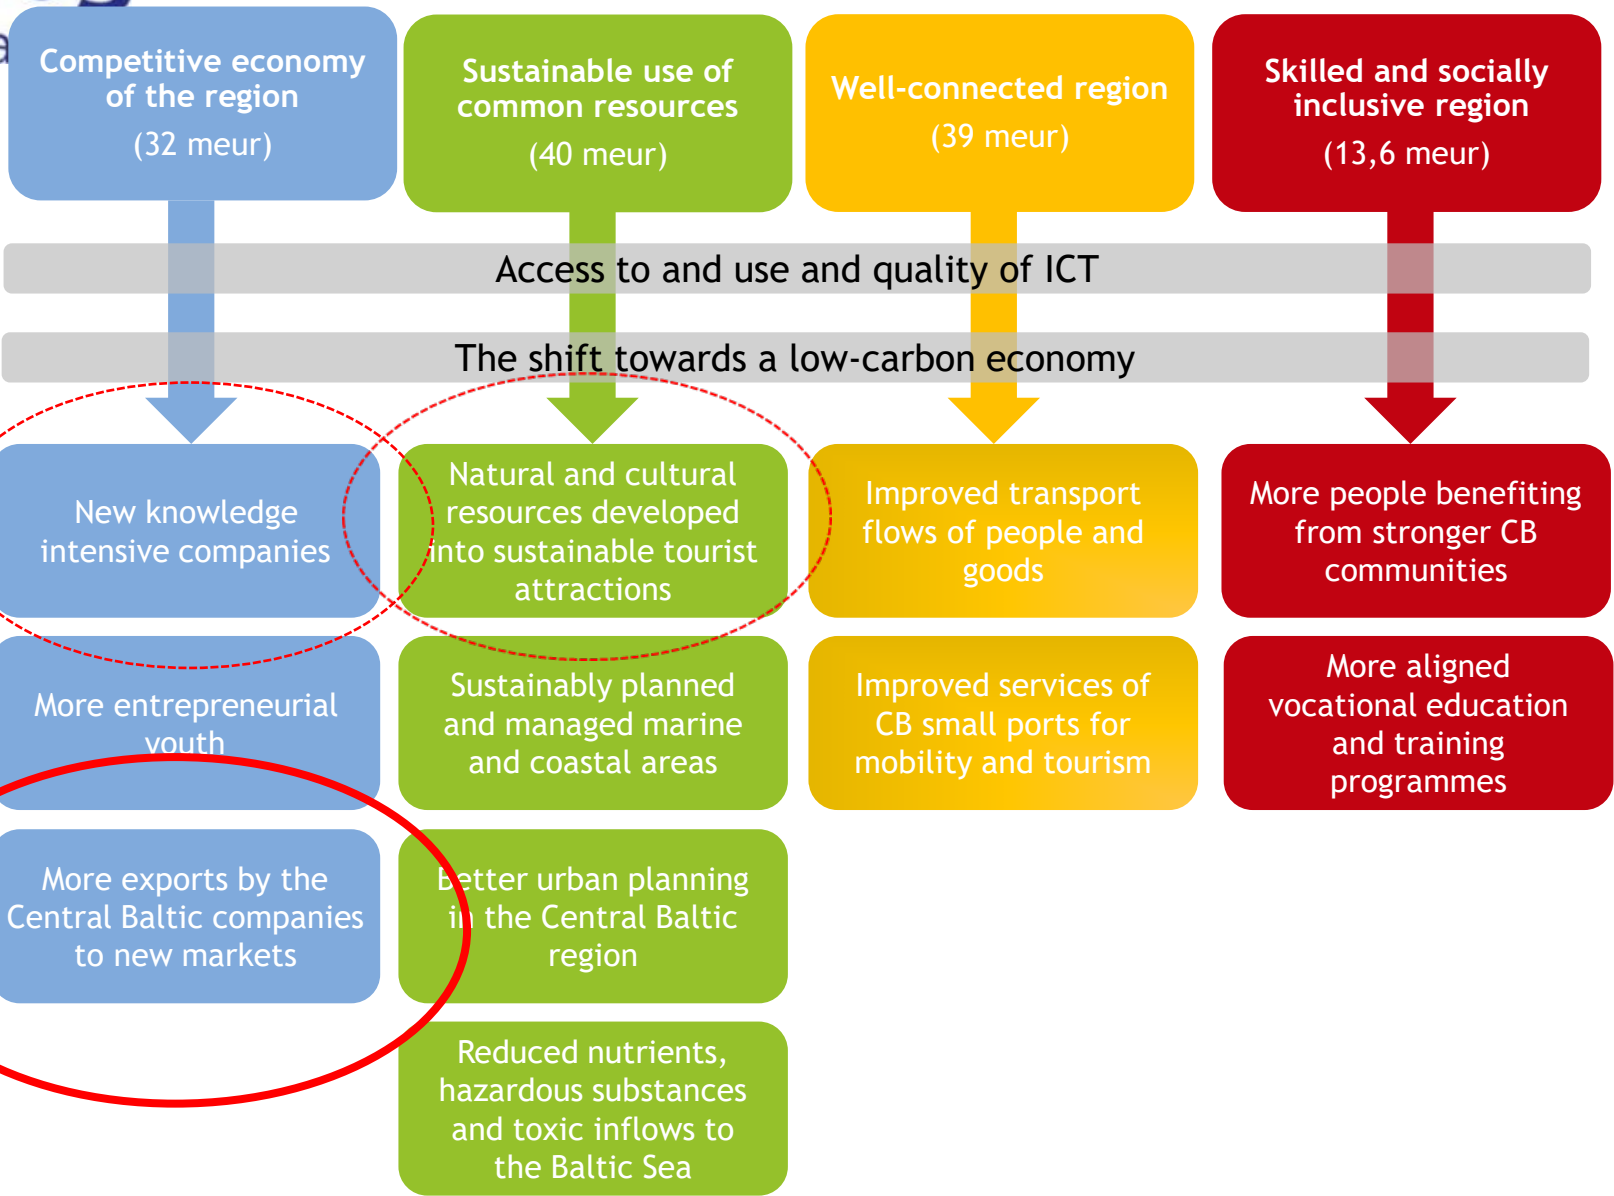 Competitive economy
of the region
(32 meur)
Sustainable use of
common resources
(40 meur)
Well-connected region
(39 meur)
Skilled and socially
inclusive region
(13,6 meur)
Access to and use and quality of ICT
The shift towards a low-carbon economy
New knowledge
intensive companies
More entrepreneurial
youth
More exports by the
Central Baltic companies
to new markets
Natural and cultural
resources developed
into sustainable tourist
attractions
Sustainably planned
and managed marine
and coastal areas
Better urban planning
in the Central Baltic
region
Reduced nutrients,
hazardous substances
and toxic inflows to
the Baltic Sea
Improved transport
flows of people and
goods
Improved services of
CB small ports for
mobility and tourism
More people benefiting
from stronger CB
communities
More aligned
vocational education
and training
programmes